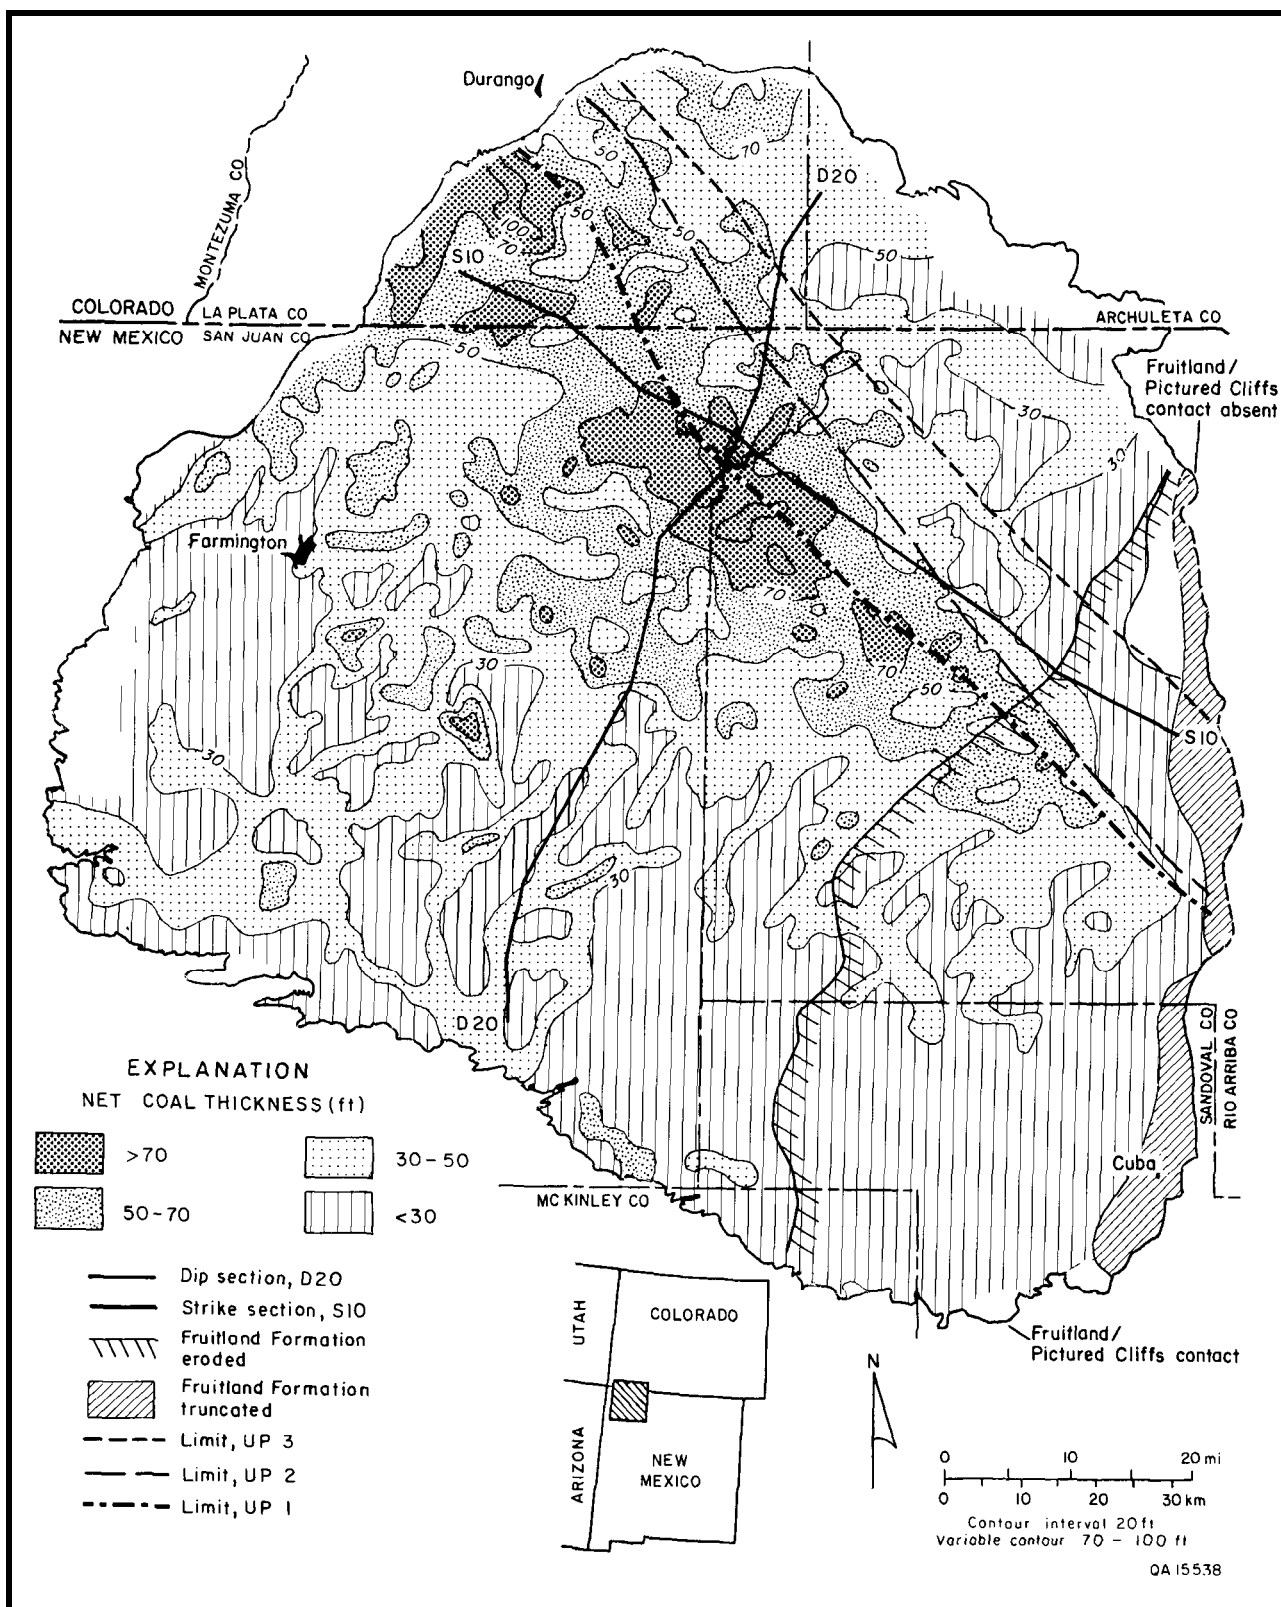 Durango
50
70
D20
MONTEZUMA CO
50
100
70
50
S10
50
COLORADO
LA PLATA CO
ARCHULETA CO
NEW MEXICO
SAN JUAN CO
50
Fruitland/
Pictured Cliffs
contact absent
30
30
Farmington
70
30
70
50
S10
30
30
D20
SANDOVAL CO
RIO ARRIBA CO
Cuba
MC KINLEY CO
EXPLANATION
NET COAL THICKNESS (ft)
>70
30-50
50-70
<30
Dip section, D20
Strike section, S10
Fruitland Formation
eroded
Fruitland Formation
truncated
Limit, UP 3
Limit, UP 2
Limit, UP 1
UTAH
COLORADO
ARIZONA
NEW
MEXICO
Fruitland/
Pictured Cliffs contact
N
0 10 20 mi
0 10 20 30 km
Contour interval 20 ft
Variable contour 70 - 100 ft
QA 15538